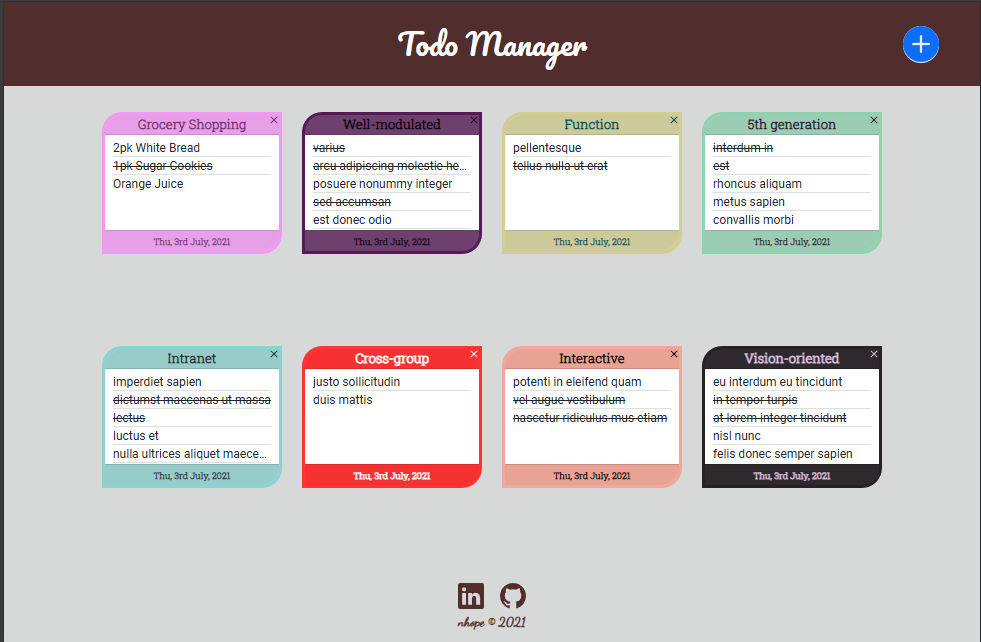 Todo Manager
Grocery Shopping
2pk White Bread
1pk Sugar Cookies
Orange Juice
Thu, 3rd July, 2021
Well-modulated
varius
arcu adipiscing molestie he...
posuere nonummy integer
sed accumsan
est donec odio
Thu, 3rd July, 2021
Function
pellentesque
tellus nulla ut erat
Thu, 3rd July, 2021
5th generation
interdum in
est
rhoncus aliquam
metus sapien
convallis morbi
Thu, 3rd July, 2021
Intranet
imperdiet sapien
dictumst maecenas ut massa
lectus
luctus et
nulla ultrices aliquet maece...
Thu, 3rd July, 2021
Cross-group
justo sollicitudin
duis mattis
Thu, 3rd July, 2021
Interactive
potenti in eleifend quam
vel augue vestibulum
nascetur ridiculus mus etiam
Thu, 3rd July, 2021
Vision-oriented
eu interdum eu tincidunt
in tempor turpis
at lorem integer tincidunt
nisl nunc
felis donec semper sapien
Thu, 3rd July, 2021
in
nhope © 2021